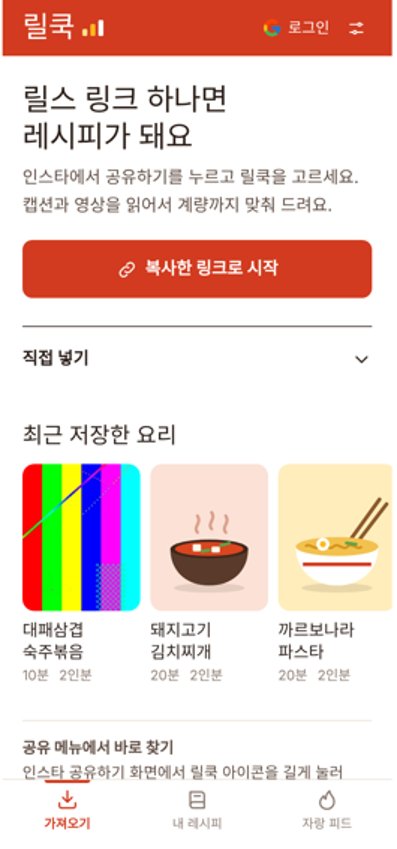 릴쿡
로그인
릴스 링크 하나면
레시피가 돼요
인스타에서 공유하기를 누르고 릴쿡을 고르세요.
캡션과 영상을 읽어서 계량까지 맞춰 드려요.
복사한 링크로 시작
직접 넣기
최근 저장한 요리
대패삼겹
숙주볶음
10분 2인분
돼지고기
김치찌개
20분 2인분
까르보나라
파스타
20분 2인분
공유 메뉴에서 바로 찾기
인스타 공유하기 화면에서 릴쿡 아이콘을 길게 눌러
가져오기
내 레시피
자랑 피드